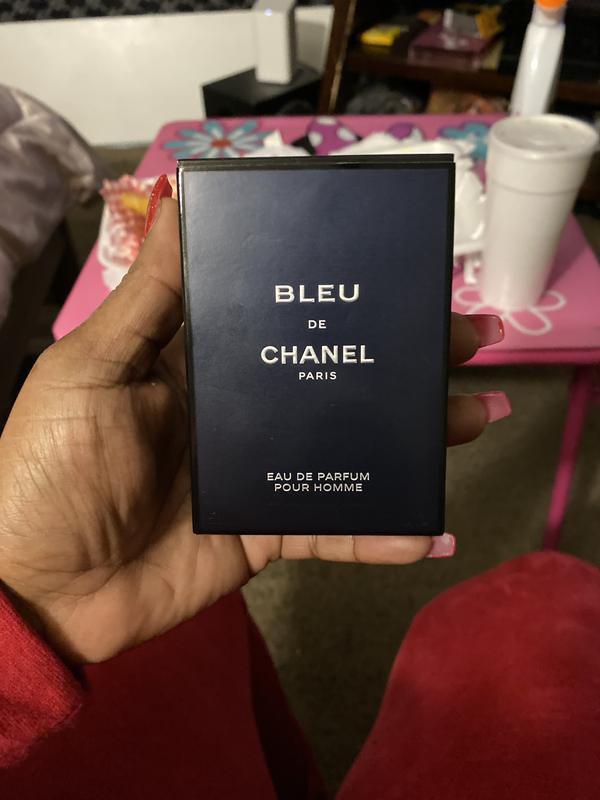 BLEU
DE
CHANEL
PARIS
EAU DE PARFUM
POUR HOMME